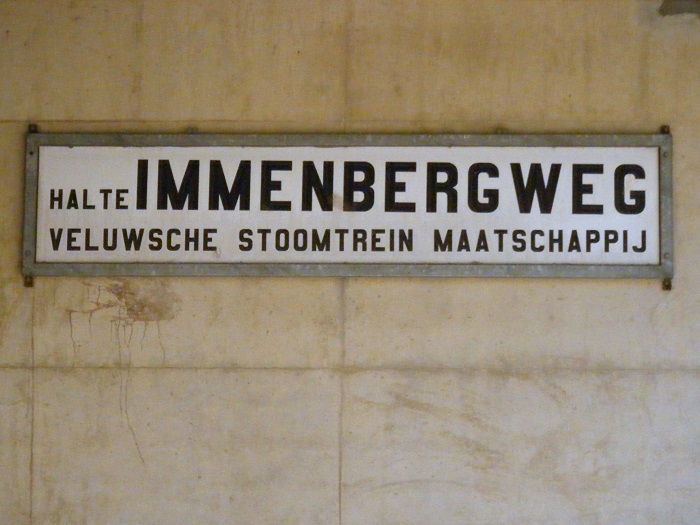 HALTE IMMENBERGWEG
VELUWSCHE STOOMTREIN MAATSCHAPPIJ